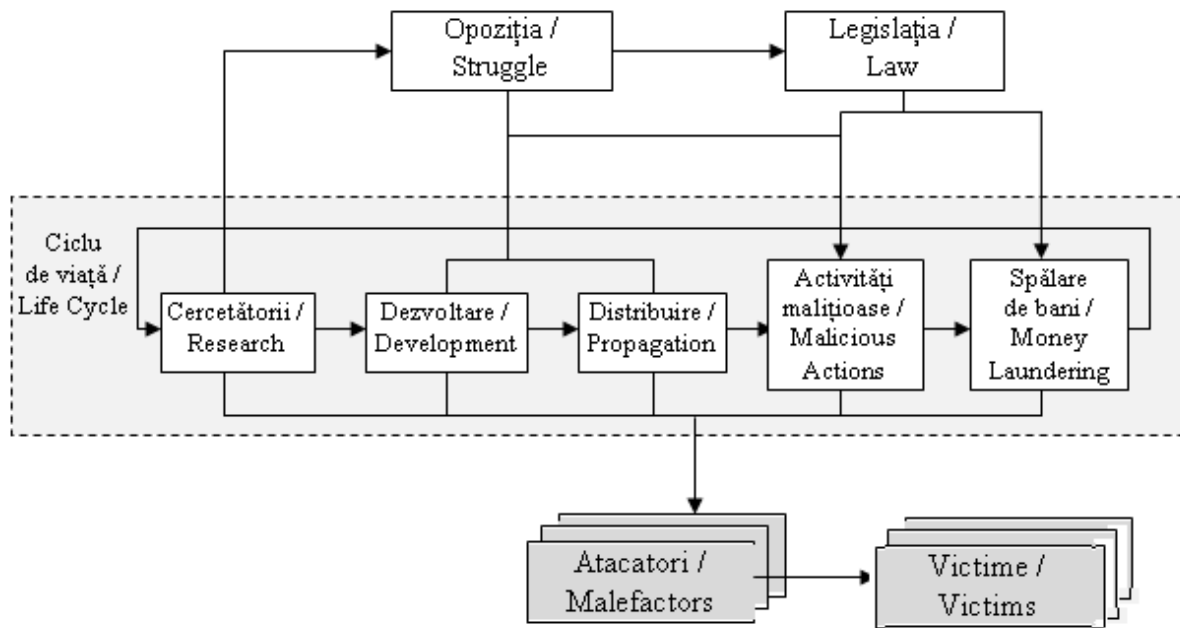 Opoziția /
Struggle
Legislația /
Law
Ciclu
de viață /
Life Cycle
Cercetătorii /
Research
Dezvoltare /
Development
Distribuire /
Propagation
Activități
malițioase /
Malicious
Actions
Spălare
de bani /
Money
Laundering
Atacatori /
Malefactors
Victime /
Victims